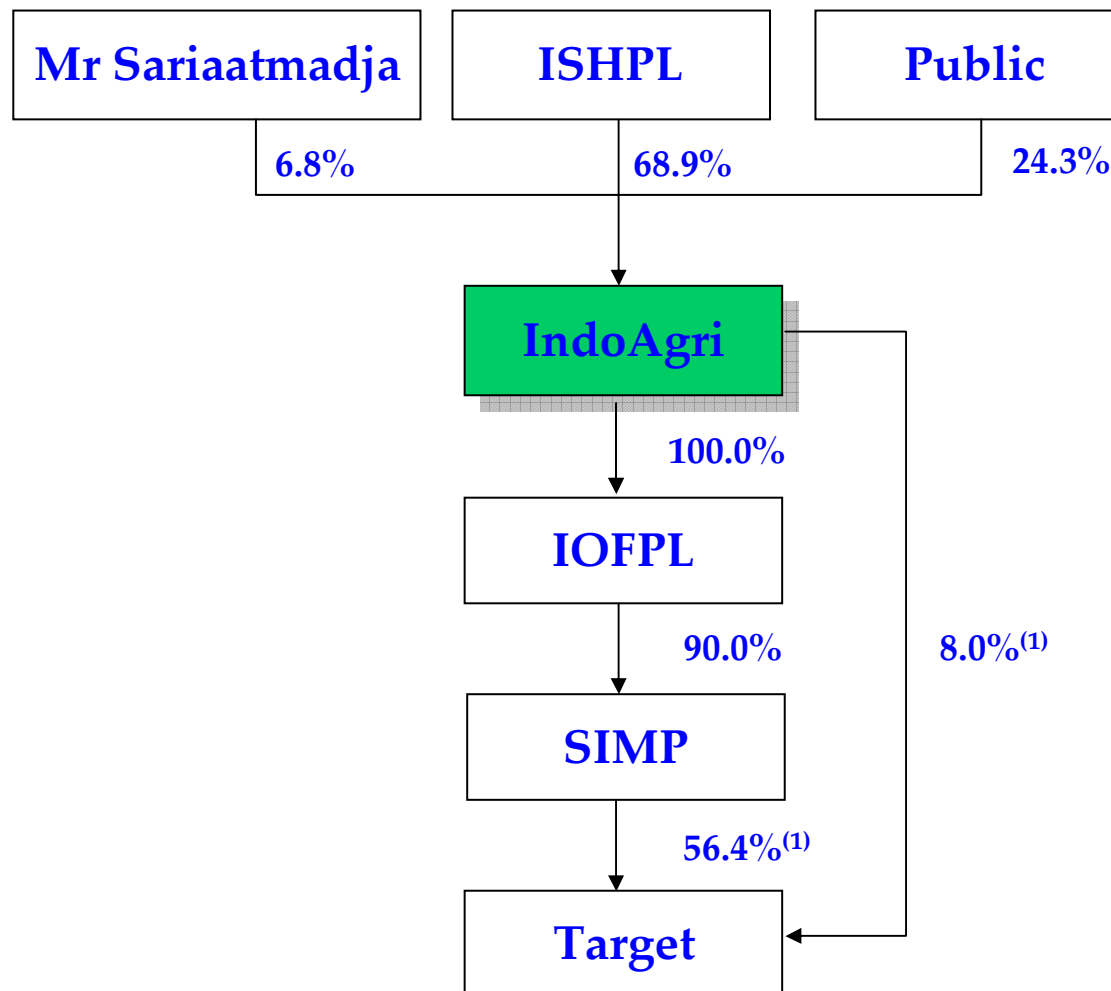 Mr Sariaatmadja
ISHPL
Public
6.8%
68.9%
24.3%
IndoAgri
100.0%
IOFPL
90.0%
8.0%(1)
SIMP
56.4%(1)
Target